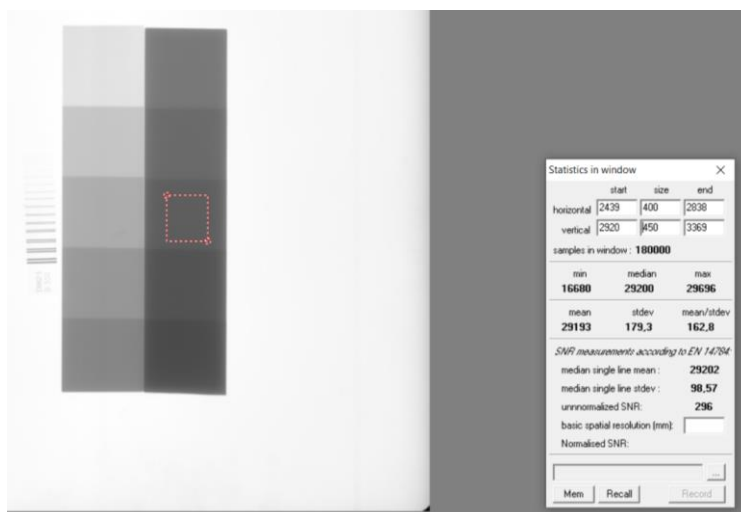 Statistics in window
start size end
horizontal 2439 400 2838
vertical 2920 450 3369
samples in window : 180000
min median max
16680 29200 29696
mean stdev mean/stdev
29193 179,3 162,8
SNR measurements according to EN 14784:
median single line mean : 29202
median single line stdev : 98,57
unnnormalized SNR: 296
basic spatial resolution (mm):
Normalised SNR:
...
Mem Recall Record